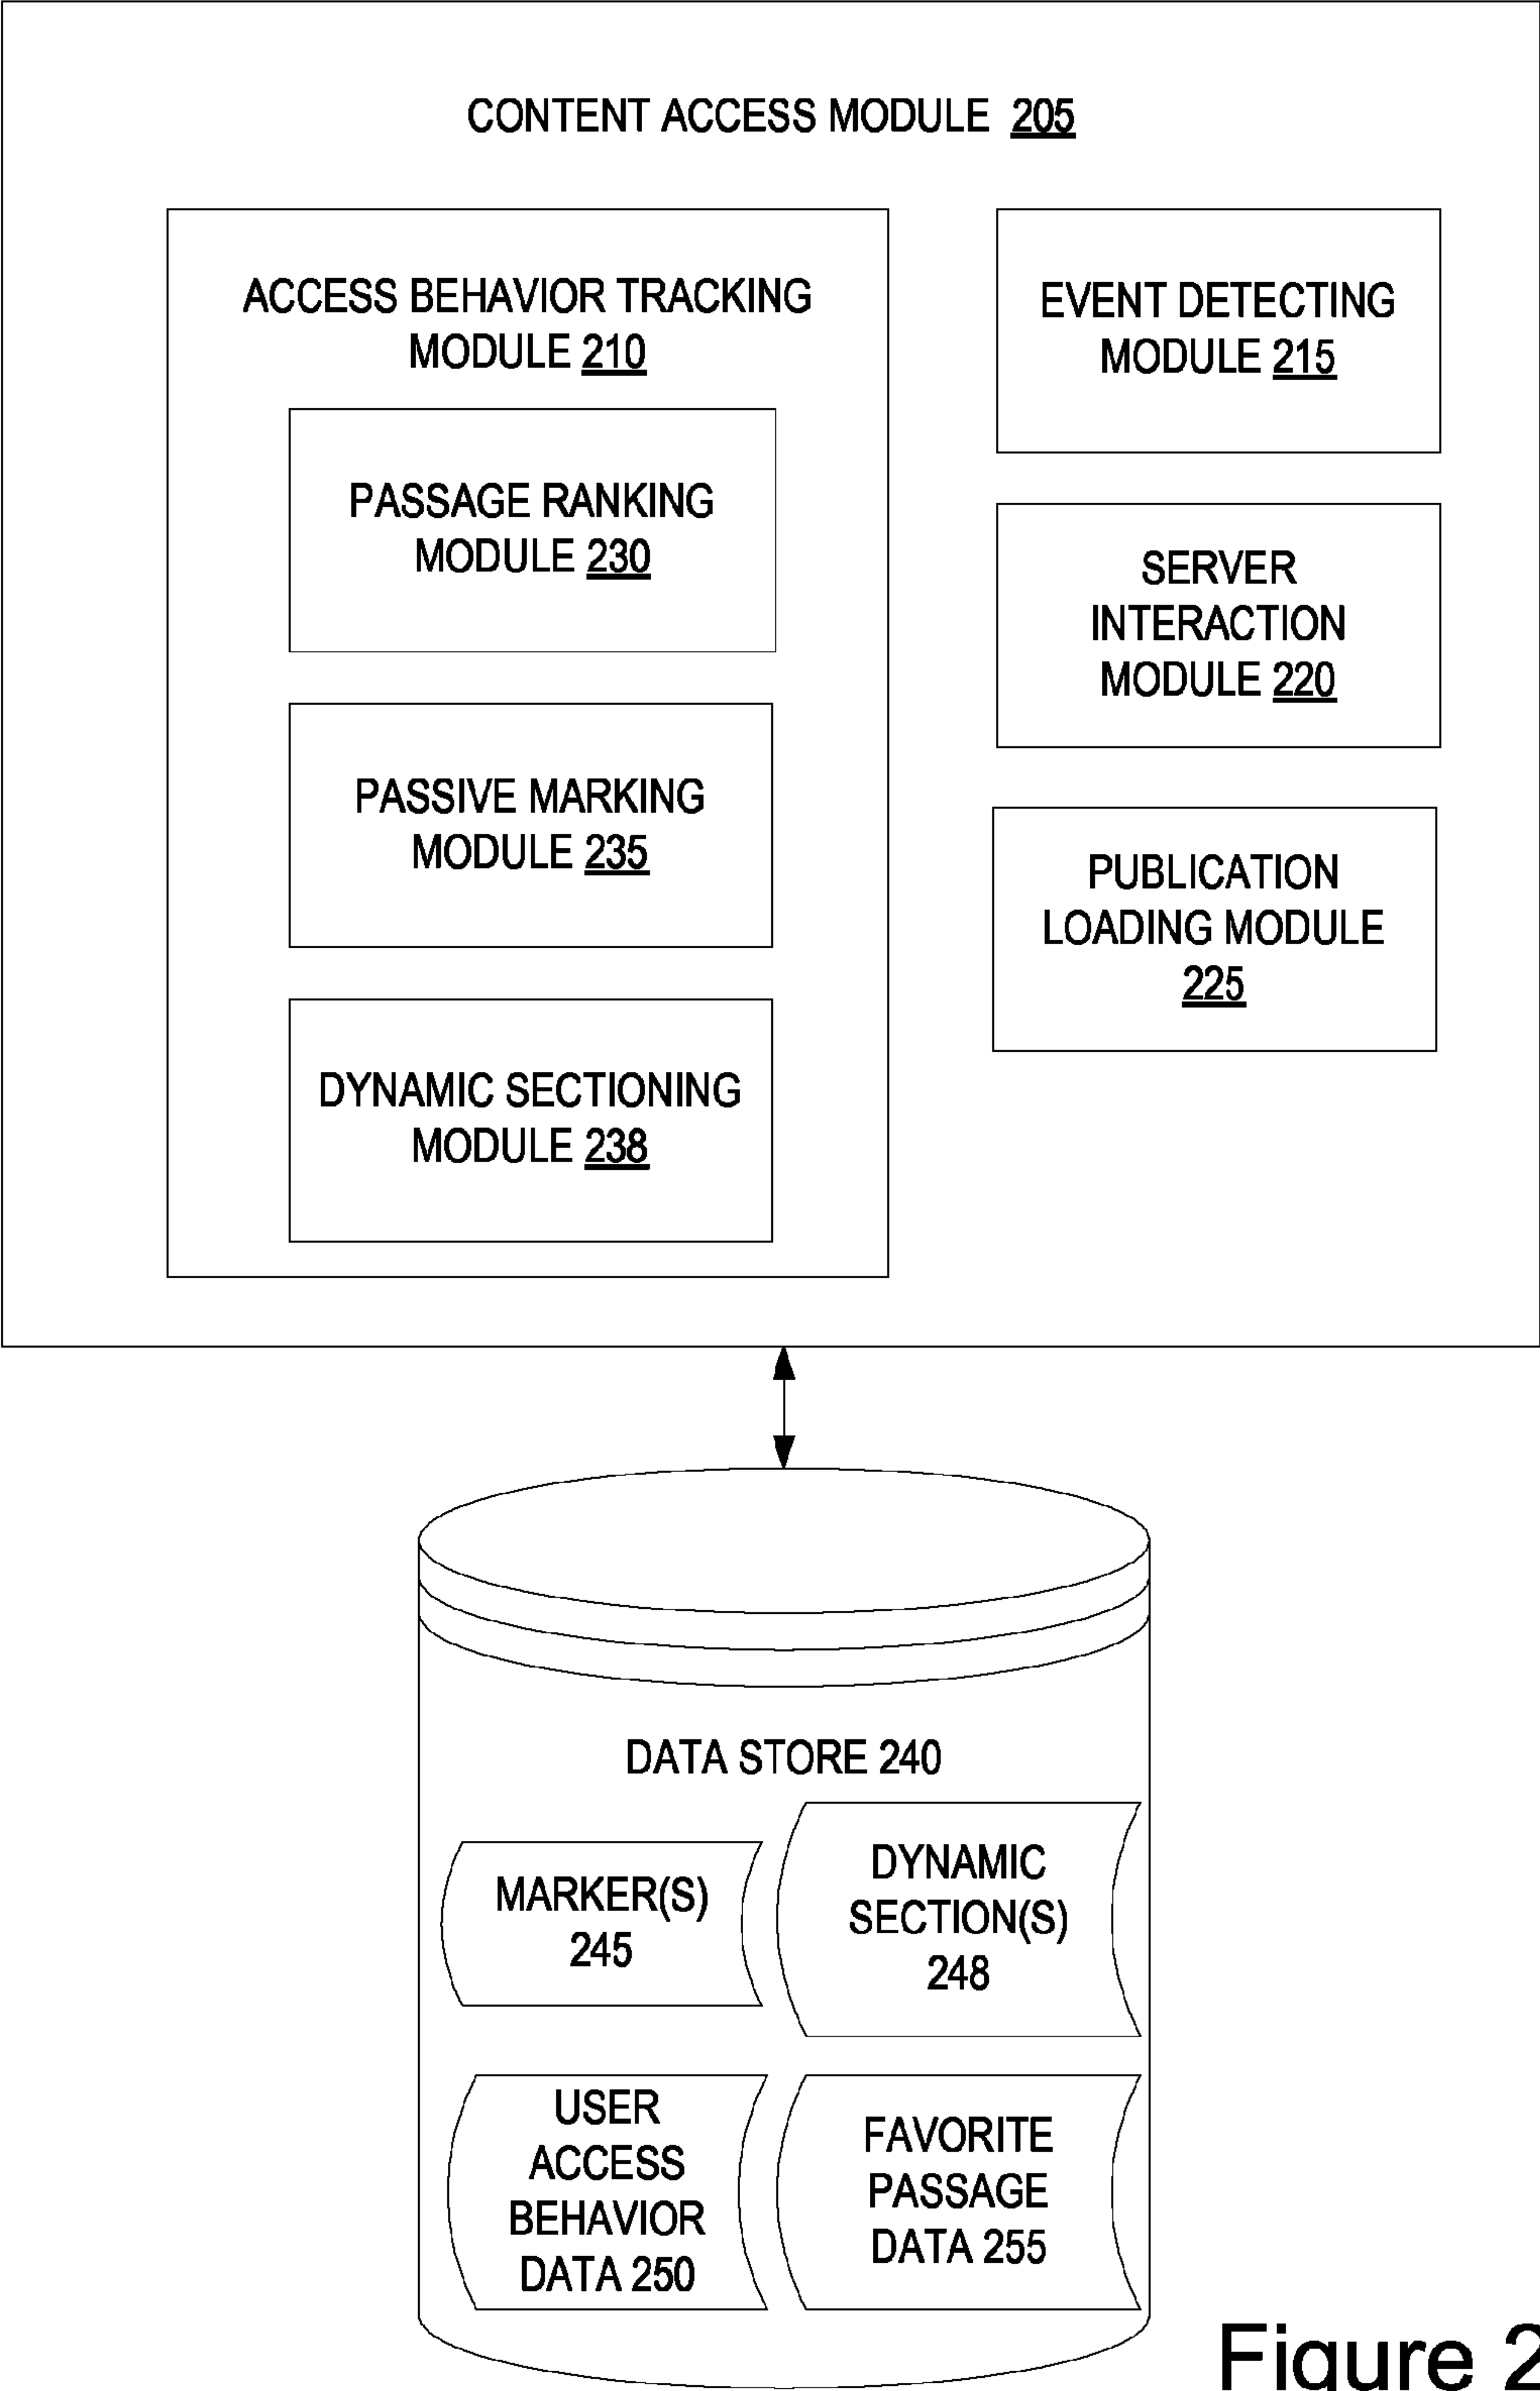 CONTENT ACCESS MODULE 205
ACCESS BEHAVIOR TRACKING
MODULE 210
PASSAGE RANKING
MODULE 230
PASSIVE MARKING
MODULE 235
DYNAMIC SECTIONING
MODULE 238
EVENT DETECTING
MODULE 215
SERVER
INTERACTION
MODULE 220
PUBLICATION
LOADING MODULE
225
DATA STORE 240
MARKER(S)
245
DYNAMIC
SECTION(S)
248
USER
ACCESS
BEHAVIOR
DATA 250
FAVORITE
PASSAGE
DATA 255
Figure 2